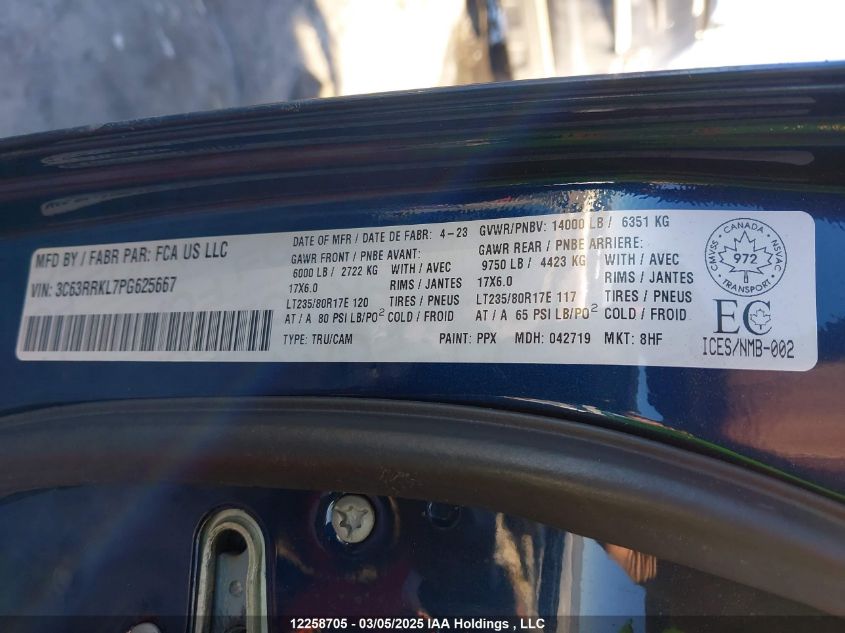 MFD BY / FABR PAR: FCA US LLC
VIN: 3C63RRKL7PG625667
DATE OF MFR / DATE DE FABR: 4-23 GVWR/PNBV: 14000 LB / 6351 KG
GAWR FRONT / PNBE AVANT: GAWR REAR / PNBE ARRIERE:
6000 LB / 2722 KG WITH / AVEC 9750 LB / 4423 KG WITH / AVEC
17X6.0 RIMS / JANTES 17X6.0 RIMS / JANTES
LT235/80R17E 120 TIRES / PNEUS LT235/80R17E 117 TIRES / PNEUS
AT / A 80 PSI LB/PO² COLD / FROID AT / A 65 PSI LB/PO² COLD / FROID
TYPE: TRU/CAM PAINT: PPX MDH: 042719 MKT: 8HF
CANADA
CMVSS 972 NSVAC
TRANSPORT
EC
ICES/NMB-002
12258705 - 03/05/2025 IAA Holdings , LLC